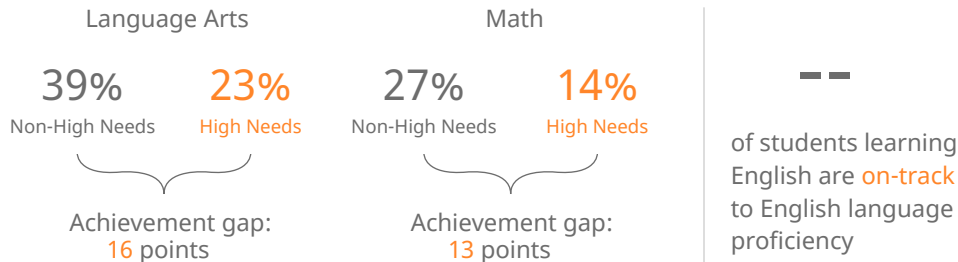 Language Arts
39%
Non-High Needs
23%
High Needs
Achievement gap:
16 points
Math
27%
Non-High Needs
14%
High Needs
Achievement gap:
13 points
--
of students learning
English are on-track
to English language
proficiency